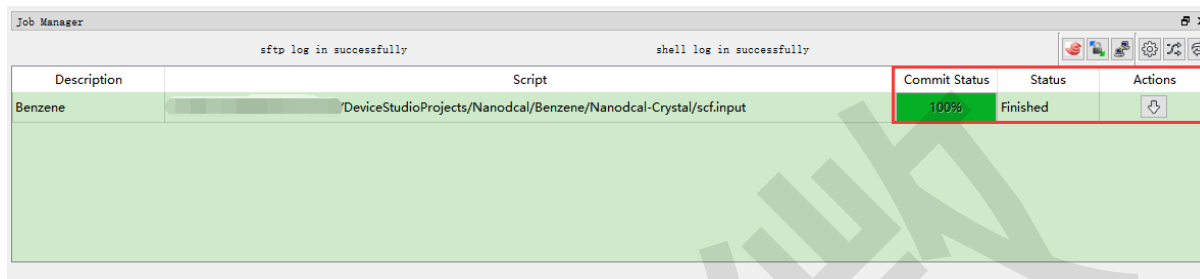 Job Manager
sftp log in successfully shell log in successfully
Description Script Commit Status Status Actions
Benzene /DeviceStudioProjects/Nanodcal/Benzene/Nanodcal-Crystal/scf.input 100% Finished